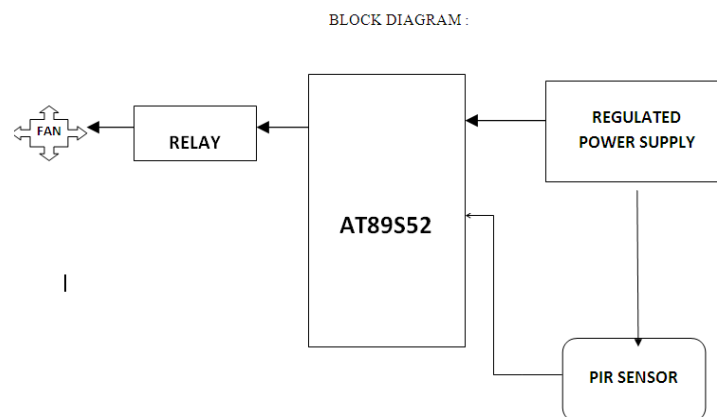 BLOCK DIAGRAM :
FAN
RELAY
AT89S52
REGULATED
POWER SUPPLY
PIR SENSOR